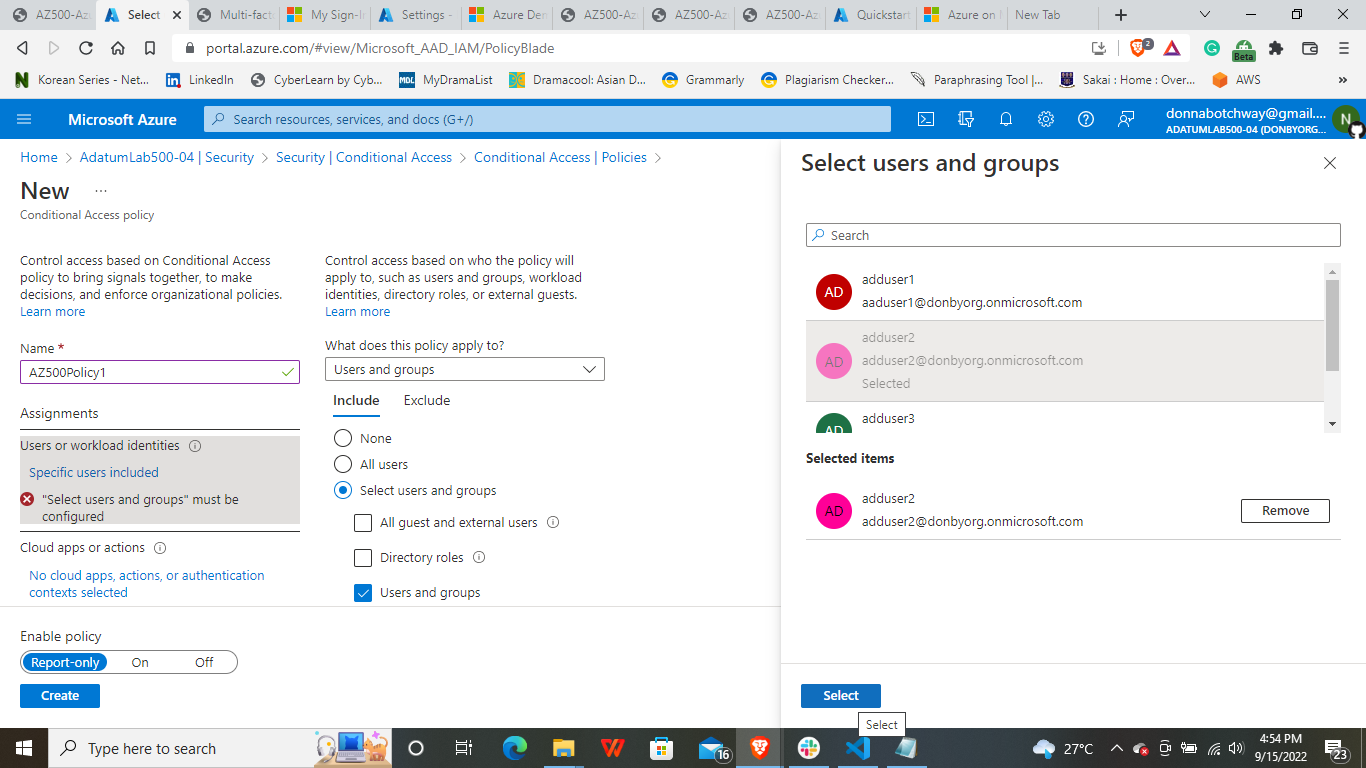 AZ500-Az
Select
Multi-fact
My Sign-In
Settings -
Azure Den
AZ500-Az
AZ500-Az
AZ500-Az
Quickstart
Azure on
New Tab
portal.azure.com/#view/Microsoft_AAD_IAM/PolicyBlade
2
Beta
Korean Series - Net...
LinkedIn
CyberLearn by Cyb...
MDL
MyDramaList
Dramacool: Asian D...
Grammarly
Plagiarism Checker...
Paraphrasing Tool |...
Sakai : Home : Over...
AWS
»
Microsoft Azure
Search resources, services, and docs (G+/)
donnabotchway@gmail....
ADATUMLAB500-04 (DONBYORG...
N
Home > AdatumLab500-04 | Security > Security | Conditional Access > Conditional Access | Policies >
New ...
Conditional Access policy
Control access based on Conditional Access
policy to bring signals together, to make
decisions, and enforce organizational policies.
Learn more
Name *
AZ500Policy1
Assignments
Users or workload identities
Specific users included
"Select users and groups" must be
configured
Cloud apps or actions
No cloud apps, actions, or authentication
contexts selected
Enable policy
Report-only On Off
Create
Control access based on who the policy will
apply to, such as users and groups, workload
identities, directory roles, or external guests.
Learn more
What does this policy apply to?
Users and groups
Include Exclude
None
All users
Select users and groups
All guest and external users
Directory roles
Users and groups
Select users and groups
Search
AD
adduser1
aaduser1@donbyorg.onmicrosoft.com
AD
adduser2
adduser2@donbyorg.onmicrosoft.com
Selected
AD
adduser3
Selected items
AD
adduser2
adduser2@donbyorg.onmicrosoft.com
Remove
Select
Select
Type here to search
16
27°C
4:54 PM
9/15/2022
23